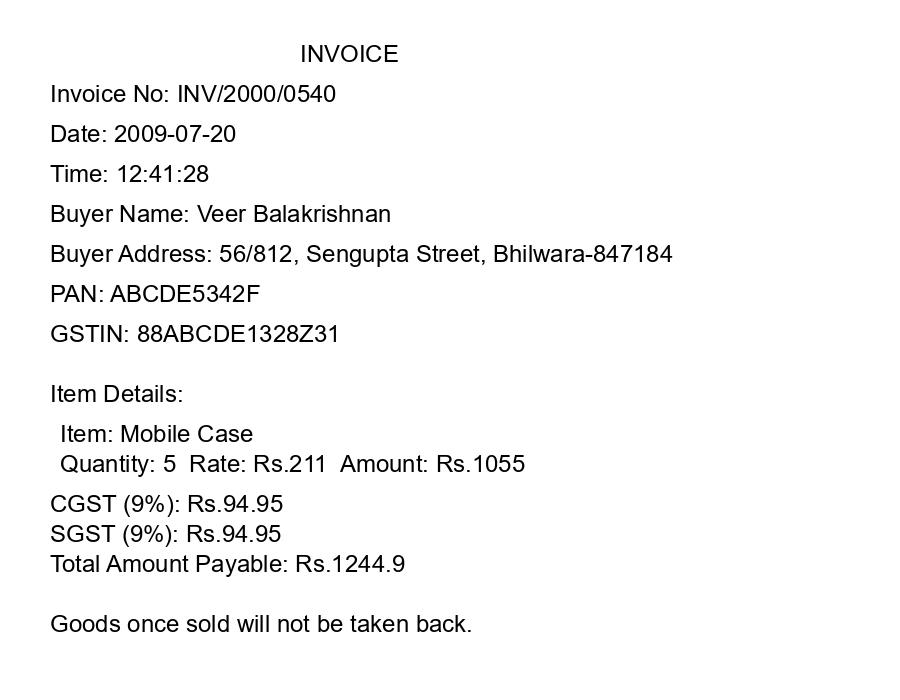 INVOICE
Invoice No: INV/2000/0540
Date: 2009-07-20
Time: 12:41:28
Buyer Name: Veer Balakrishnan
Buyer Address: 56/812, Sengupta Street, Bhilwara-847184
PAN: ABCDE5342F
GSTIN: 88ABCDE1328Z31
Item Details:
Item: Mobile Case
Quantity: 5  Rate: Rs.211  Amount: Rs.1055
CGST (9%): Rs.94.95
SGST (9%): Rs.94.95
Total Amount Payable: Rs.1244.9
Goods once sold will not be taken back.